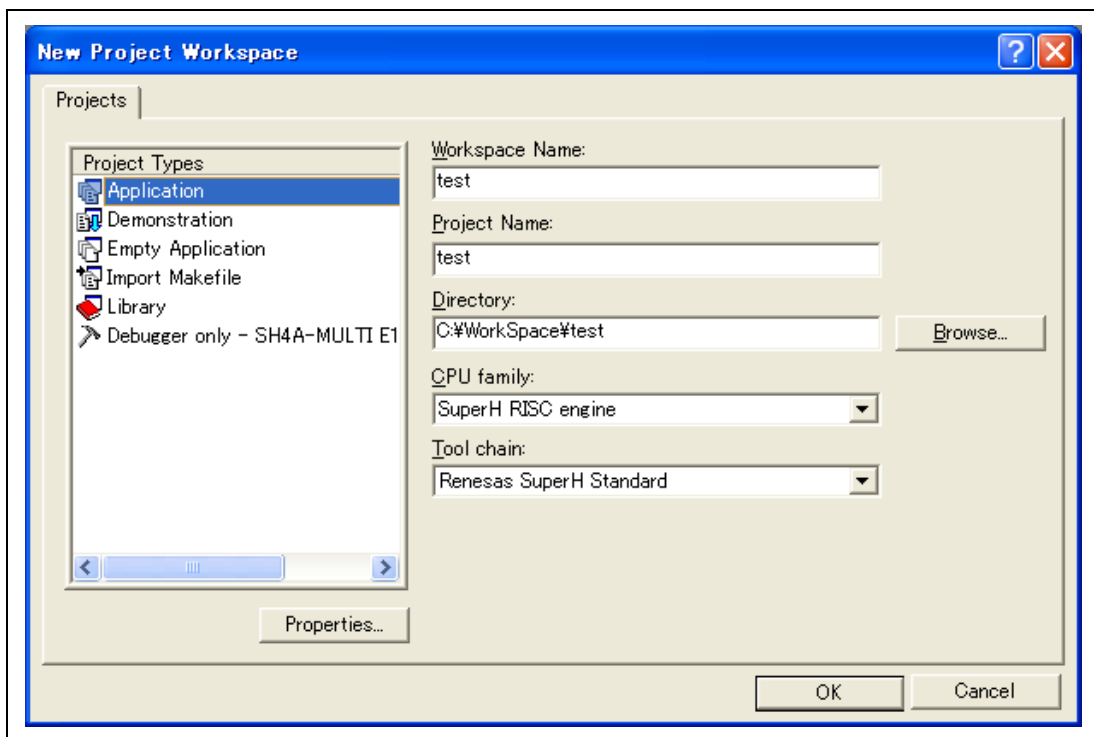 New Project Workspace
Projects
Project Types
Application
Demonstration
Empty Application
Import Makefile
Library
Debugger only - SH4A-MULTI E1
Properties...
Workspace Name:
test
Project Name:
test
Directory:
C:¥WorkSpace¥test
Browse...
CPU family:
SuperH RISC engine
Tool chain:
Renesas SuperH Standard
OK
Cancel